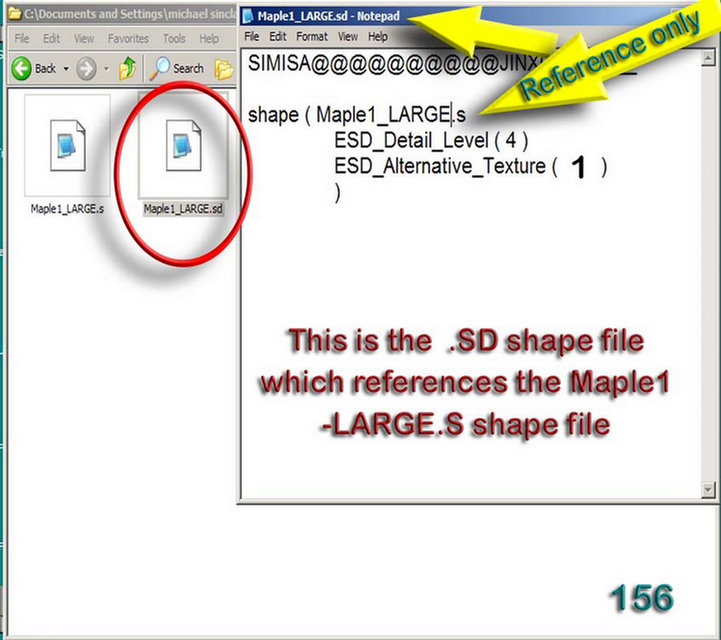 C:\Documents and Settings\michael sincla
File Edit View Favorites Tools Help
Back Search
Maple1_LARGE.s
Maple1_LARGE.sd
Maple1_LARGE.sd - Notepad
File Edit Format View Help
SIMISA@@@@@@@@@@JINX
Reference only
shape ( Maple1_LARGE.s
ESD_Detail_Level ( 4 )
ESD_Alternative_Texture ( 1 )
)
This is the .SD shape file
which references the Maple1
-LARGE.S shape file
156